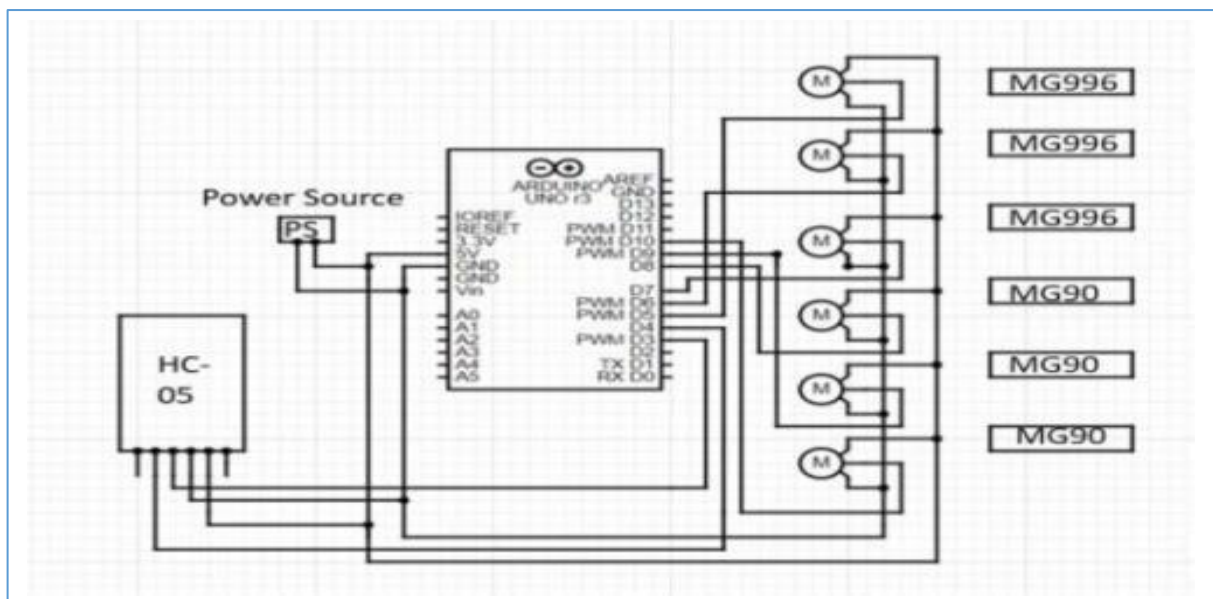 Power Source
PS
HC-
05
ARDUINO
UNO r3
IOREF
RESET
3.3V
5V
GND
GND
Vin
A0
A1
A2
A3
A4
A5
AREF
GND
D13
D12
PWM D11
PWM D10
PWM D9
D8
D7
PWM D6
PWM D5
D4
PWM D3
D2
TX D1
RX D0
M
M
M
M
M
M
MG996
MG996
MG996
MG90
MG90
MG90